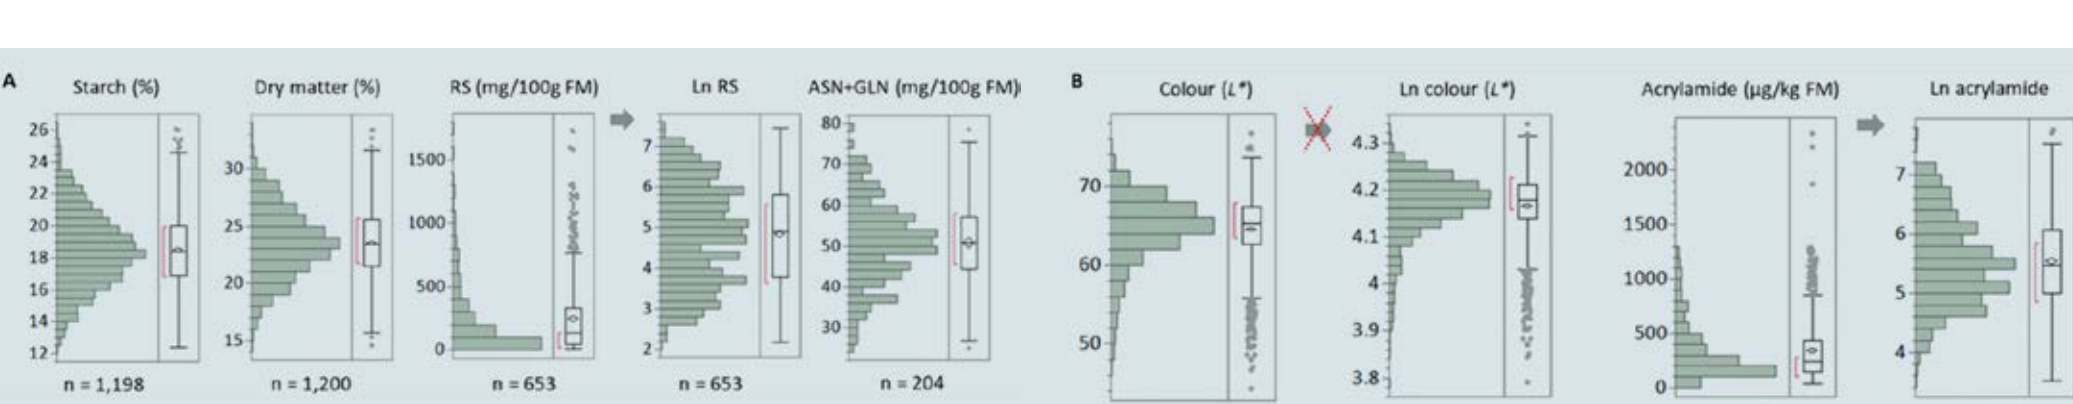 A
Starch (%)
26
24
22
20
18
16
14
12
n = 1,198
Dry matter (%)
30
25
20
15
n = 1,200
RS (mg/100g FM)
1500
1000
500
0
n = 653
Ln RS
7
6
5
4
3
2
n = 653
ASN+GLN (mg/100g FM)
80
70
60
50
40
30
n = 204
B
Colour (L*)
70
60
50
Ln colour (L*)
4.3
4.2
4.1
4
3.9
3.8
Acrylamide (µg/kg FM)
2000
1500
1000
500
0
Ln acrylamide
7
6
5
4